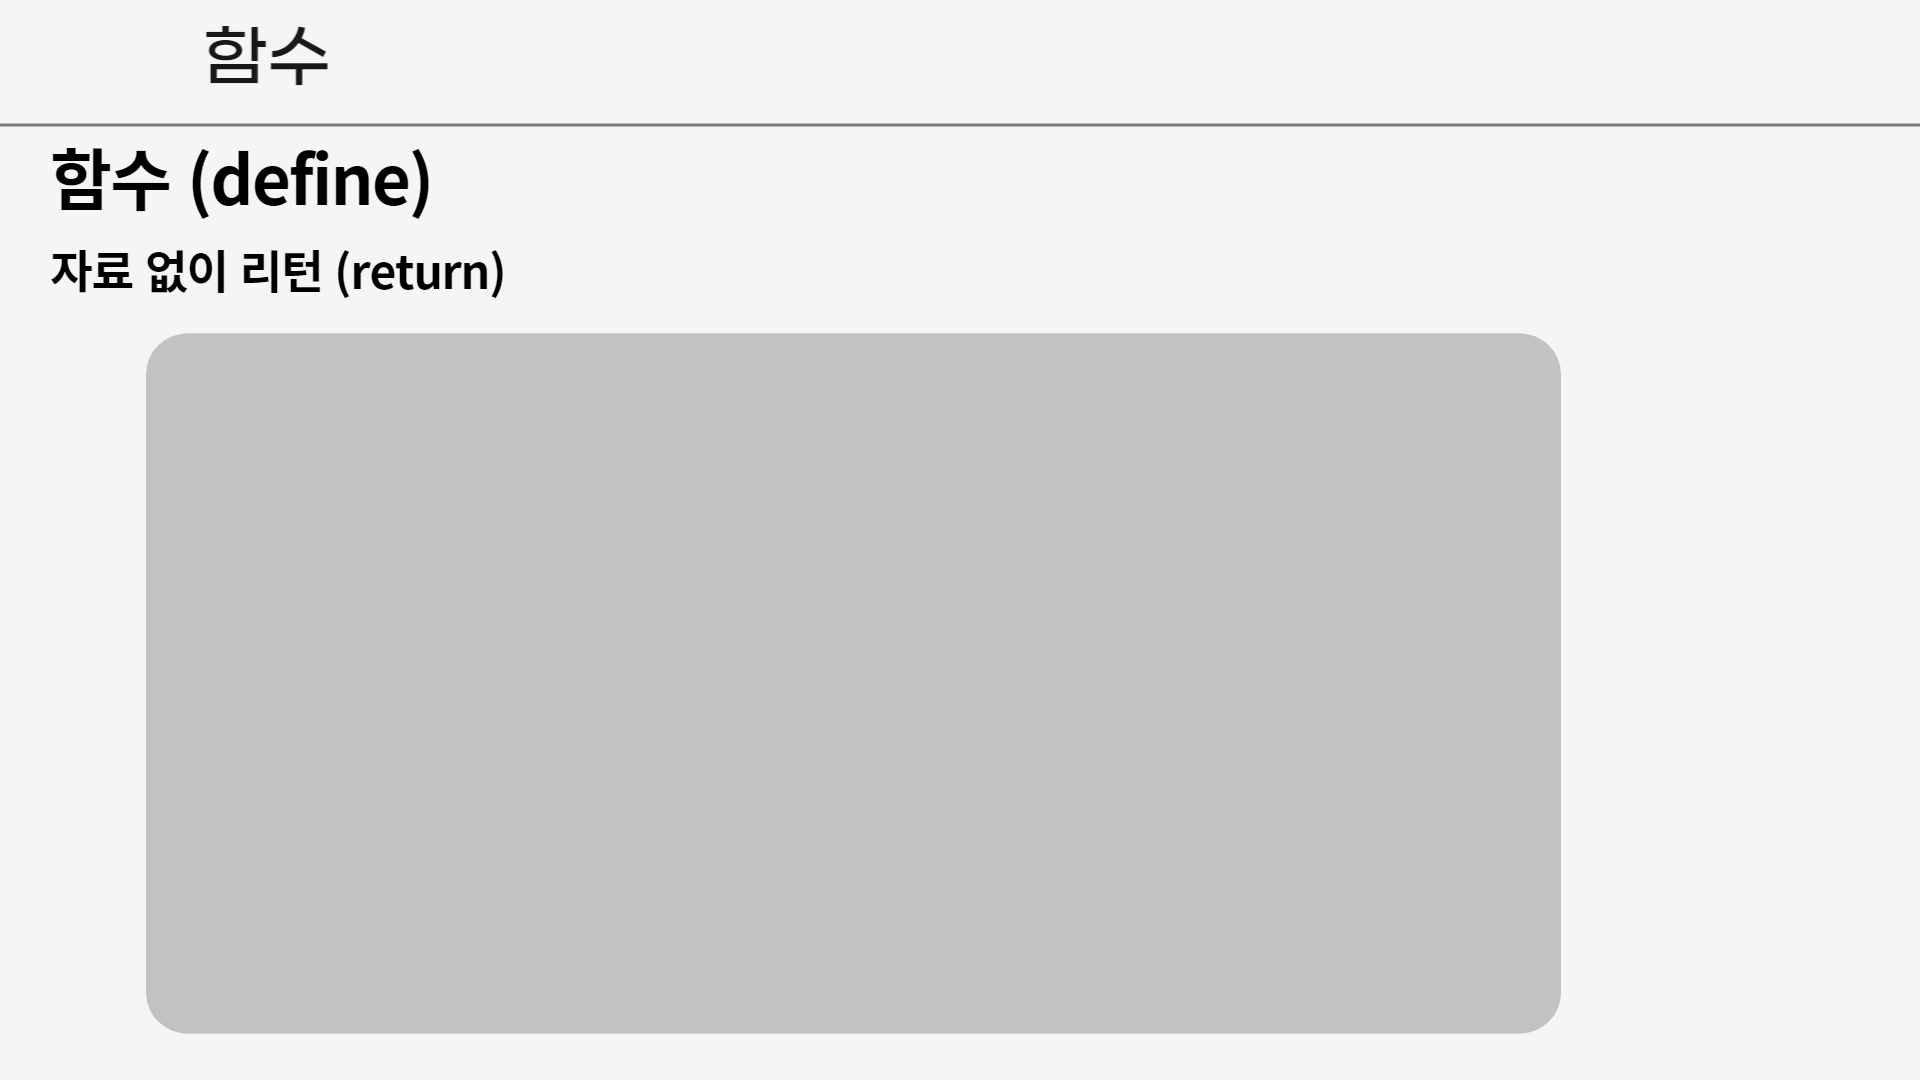 함수
함수 (define)
자료 없이 리턴 (return)